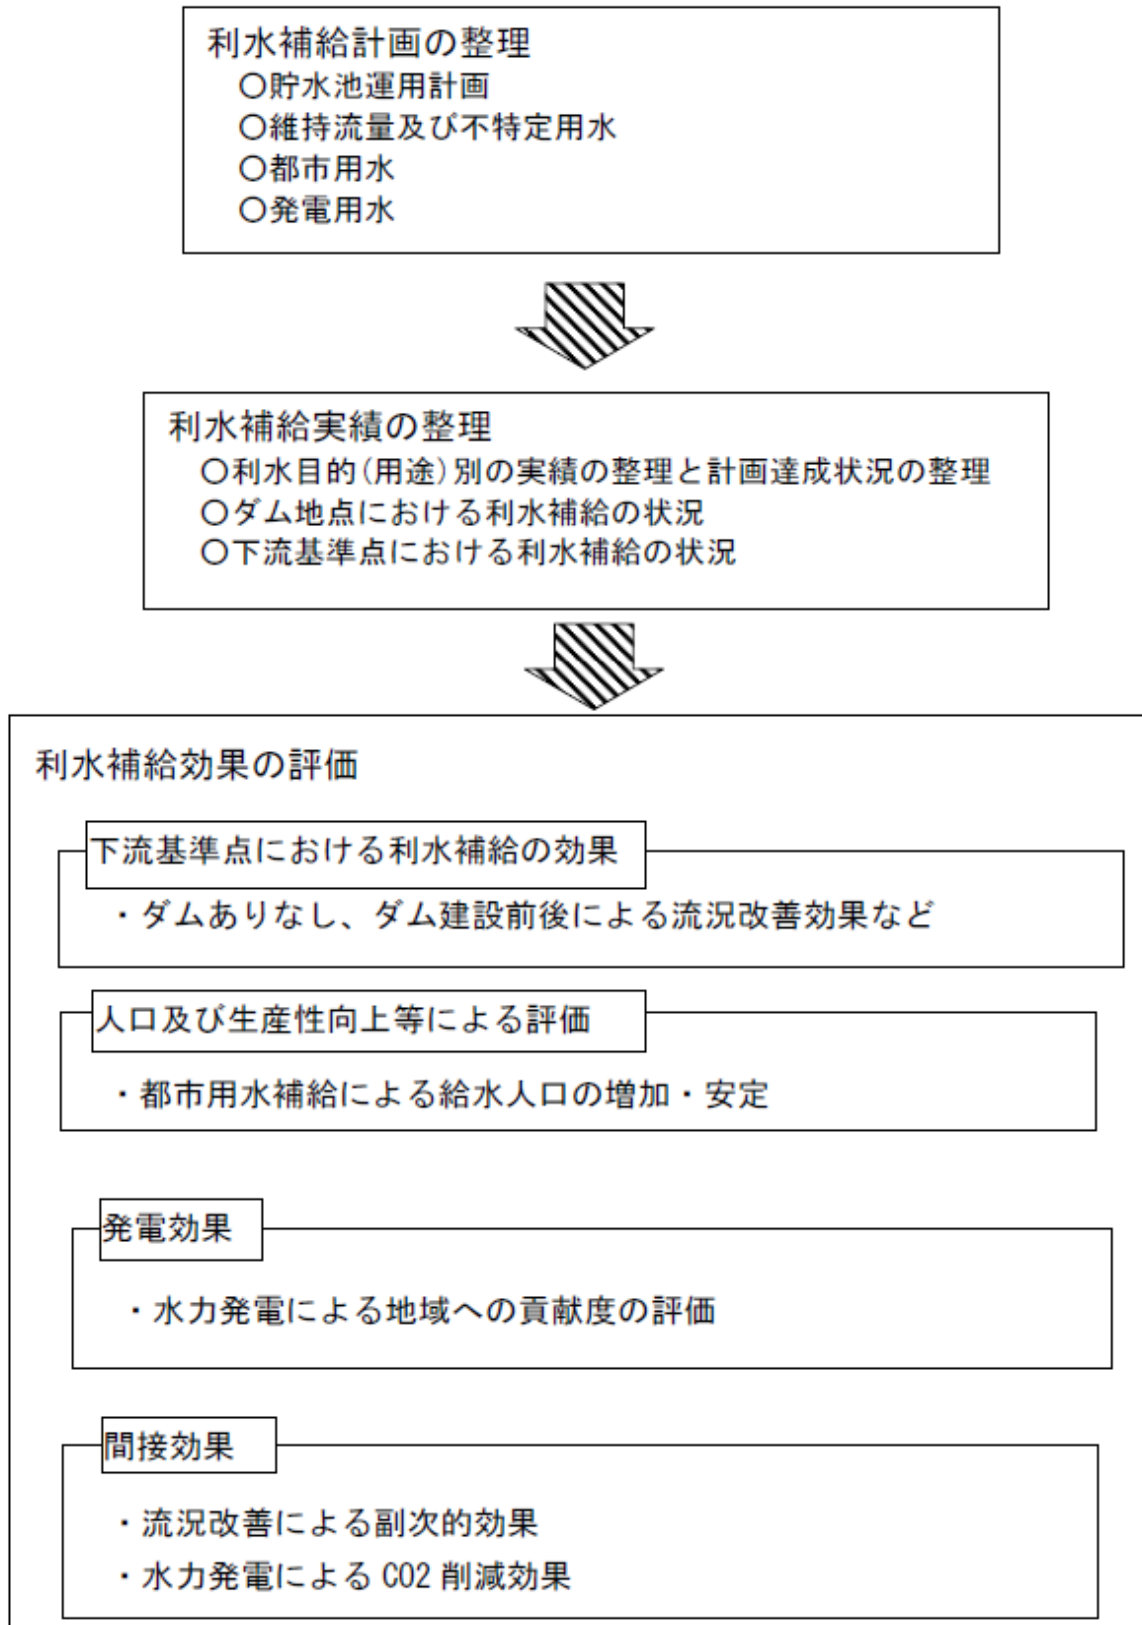 利水補給計画の整理
〇貯水池運用計画
〇維持流量及び不特定用水
〇都市用水
〇発電用水
利水補給実績の整理
〇利水目的(用途)別の実績の整理と計画達成状況の整理
〇ダム地点における利水補給の状況
〇下流基準点における利水補給の状況
利水補給効果の評価
下流基準点における利水補給の効果
・ダムありなし、ダム建設前後による流況改善効果など
人口及び生産性向上等による評価
・都市用水補給による給水人口の増加・安定
発電効果
・水力発電による地域への貢献度の評価
間接効果
・流況改善による副次的効果
・水力発電による CO2 削減効果